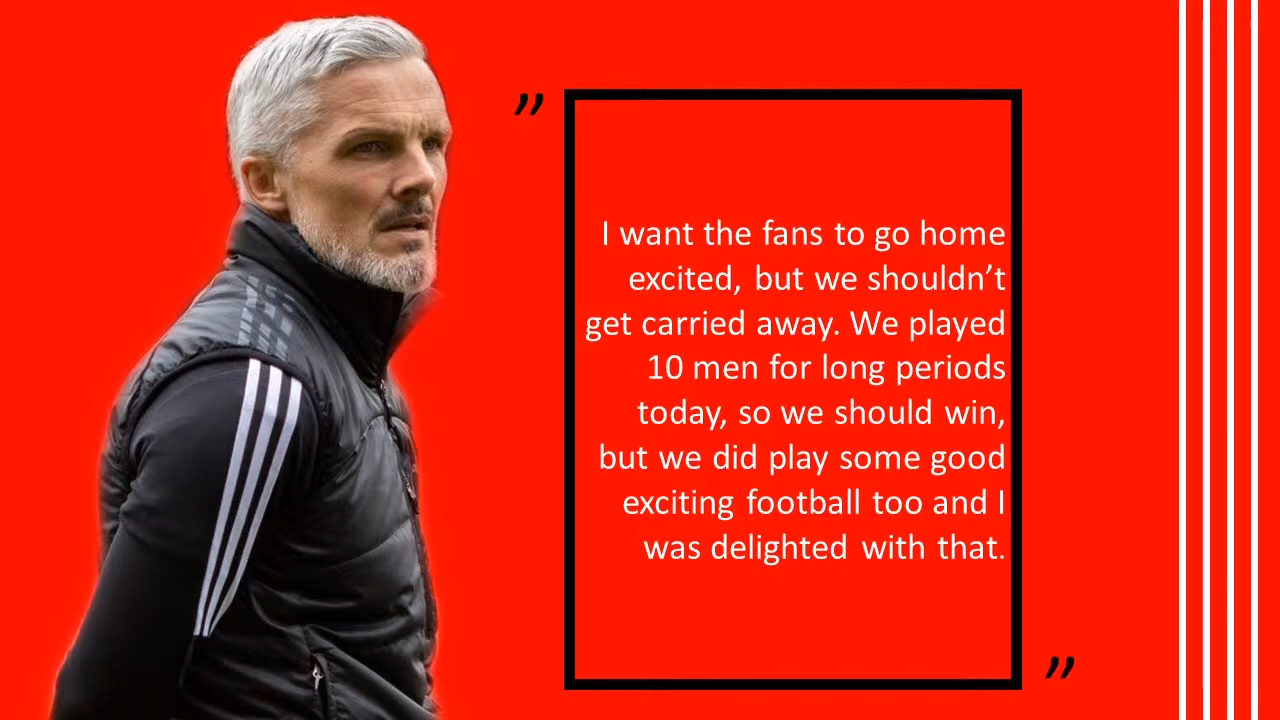 ”
I want the fans to go home
excited, but we shouldn’t
get carried away. We played
10 men for long periods
today, so we should win,
but we did play some good
exciting football too and I
was delighted with that.
”